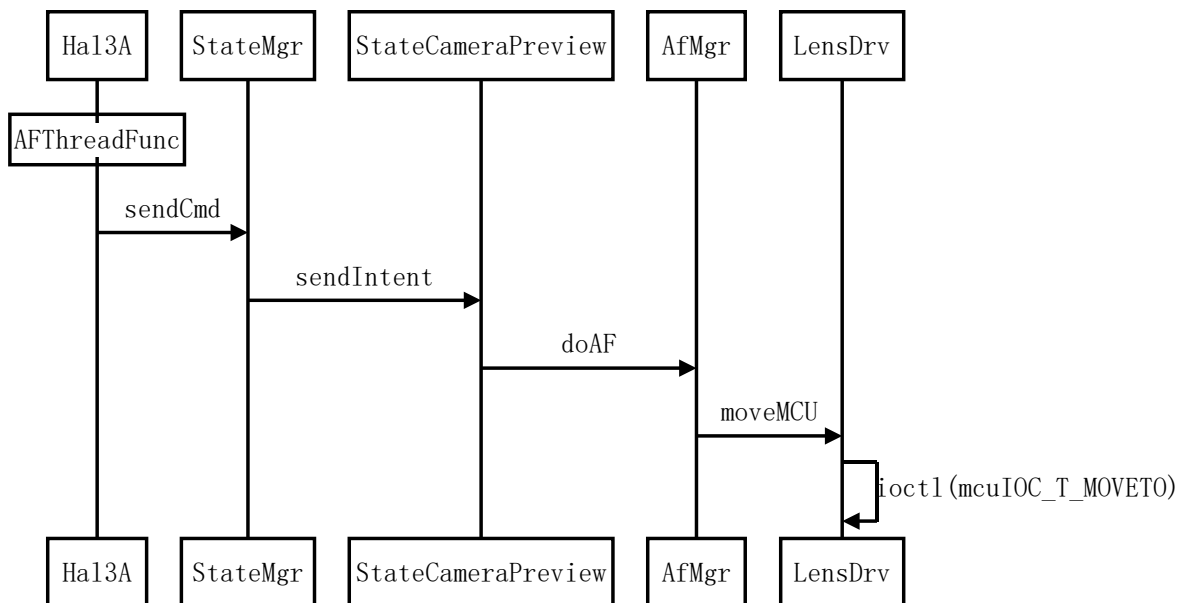 Hal3A StateMgr StateCameraPreview AfMgr LensDrv
AFThreadFunc
sendCmd
sendIntent
doAF
moveMCU
ioctl(mcuIOC_T_MOVETO)
Hal3A StateMgr StateCameraPreview AfMgr LensDrv